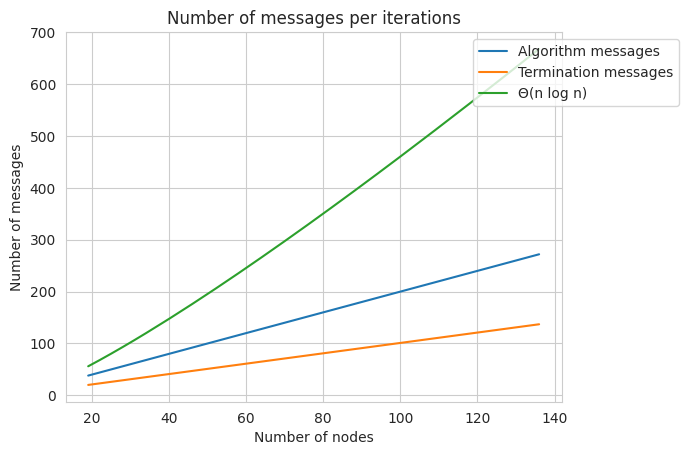 Number of messages per iterations
Algorithm messages
Termination messages
Θ(n log n)
Number of messages
700
600
500
400
300
200
100
0
20 40 60 80 100 120 140
Number of nodes